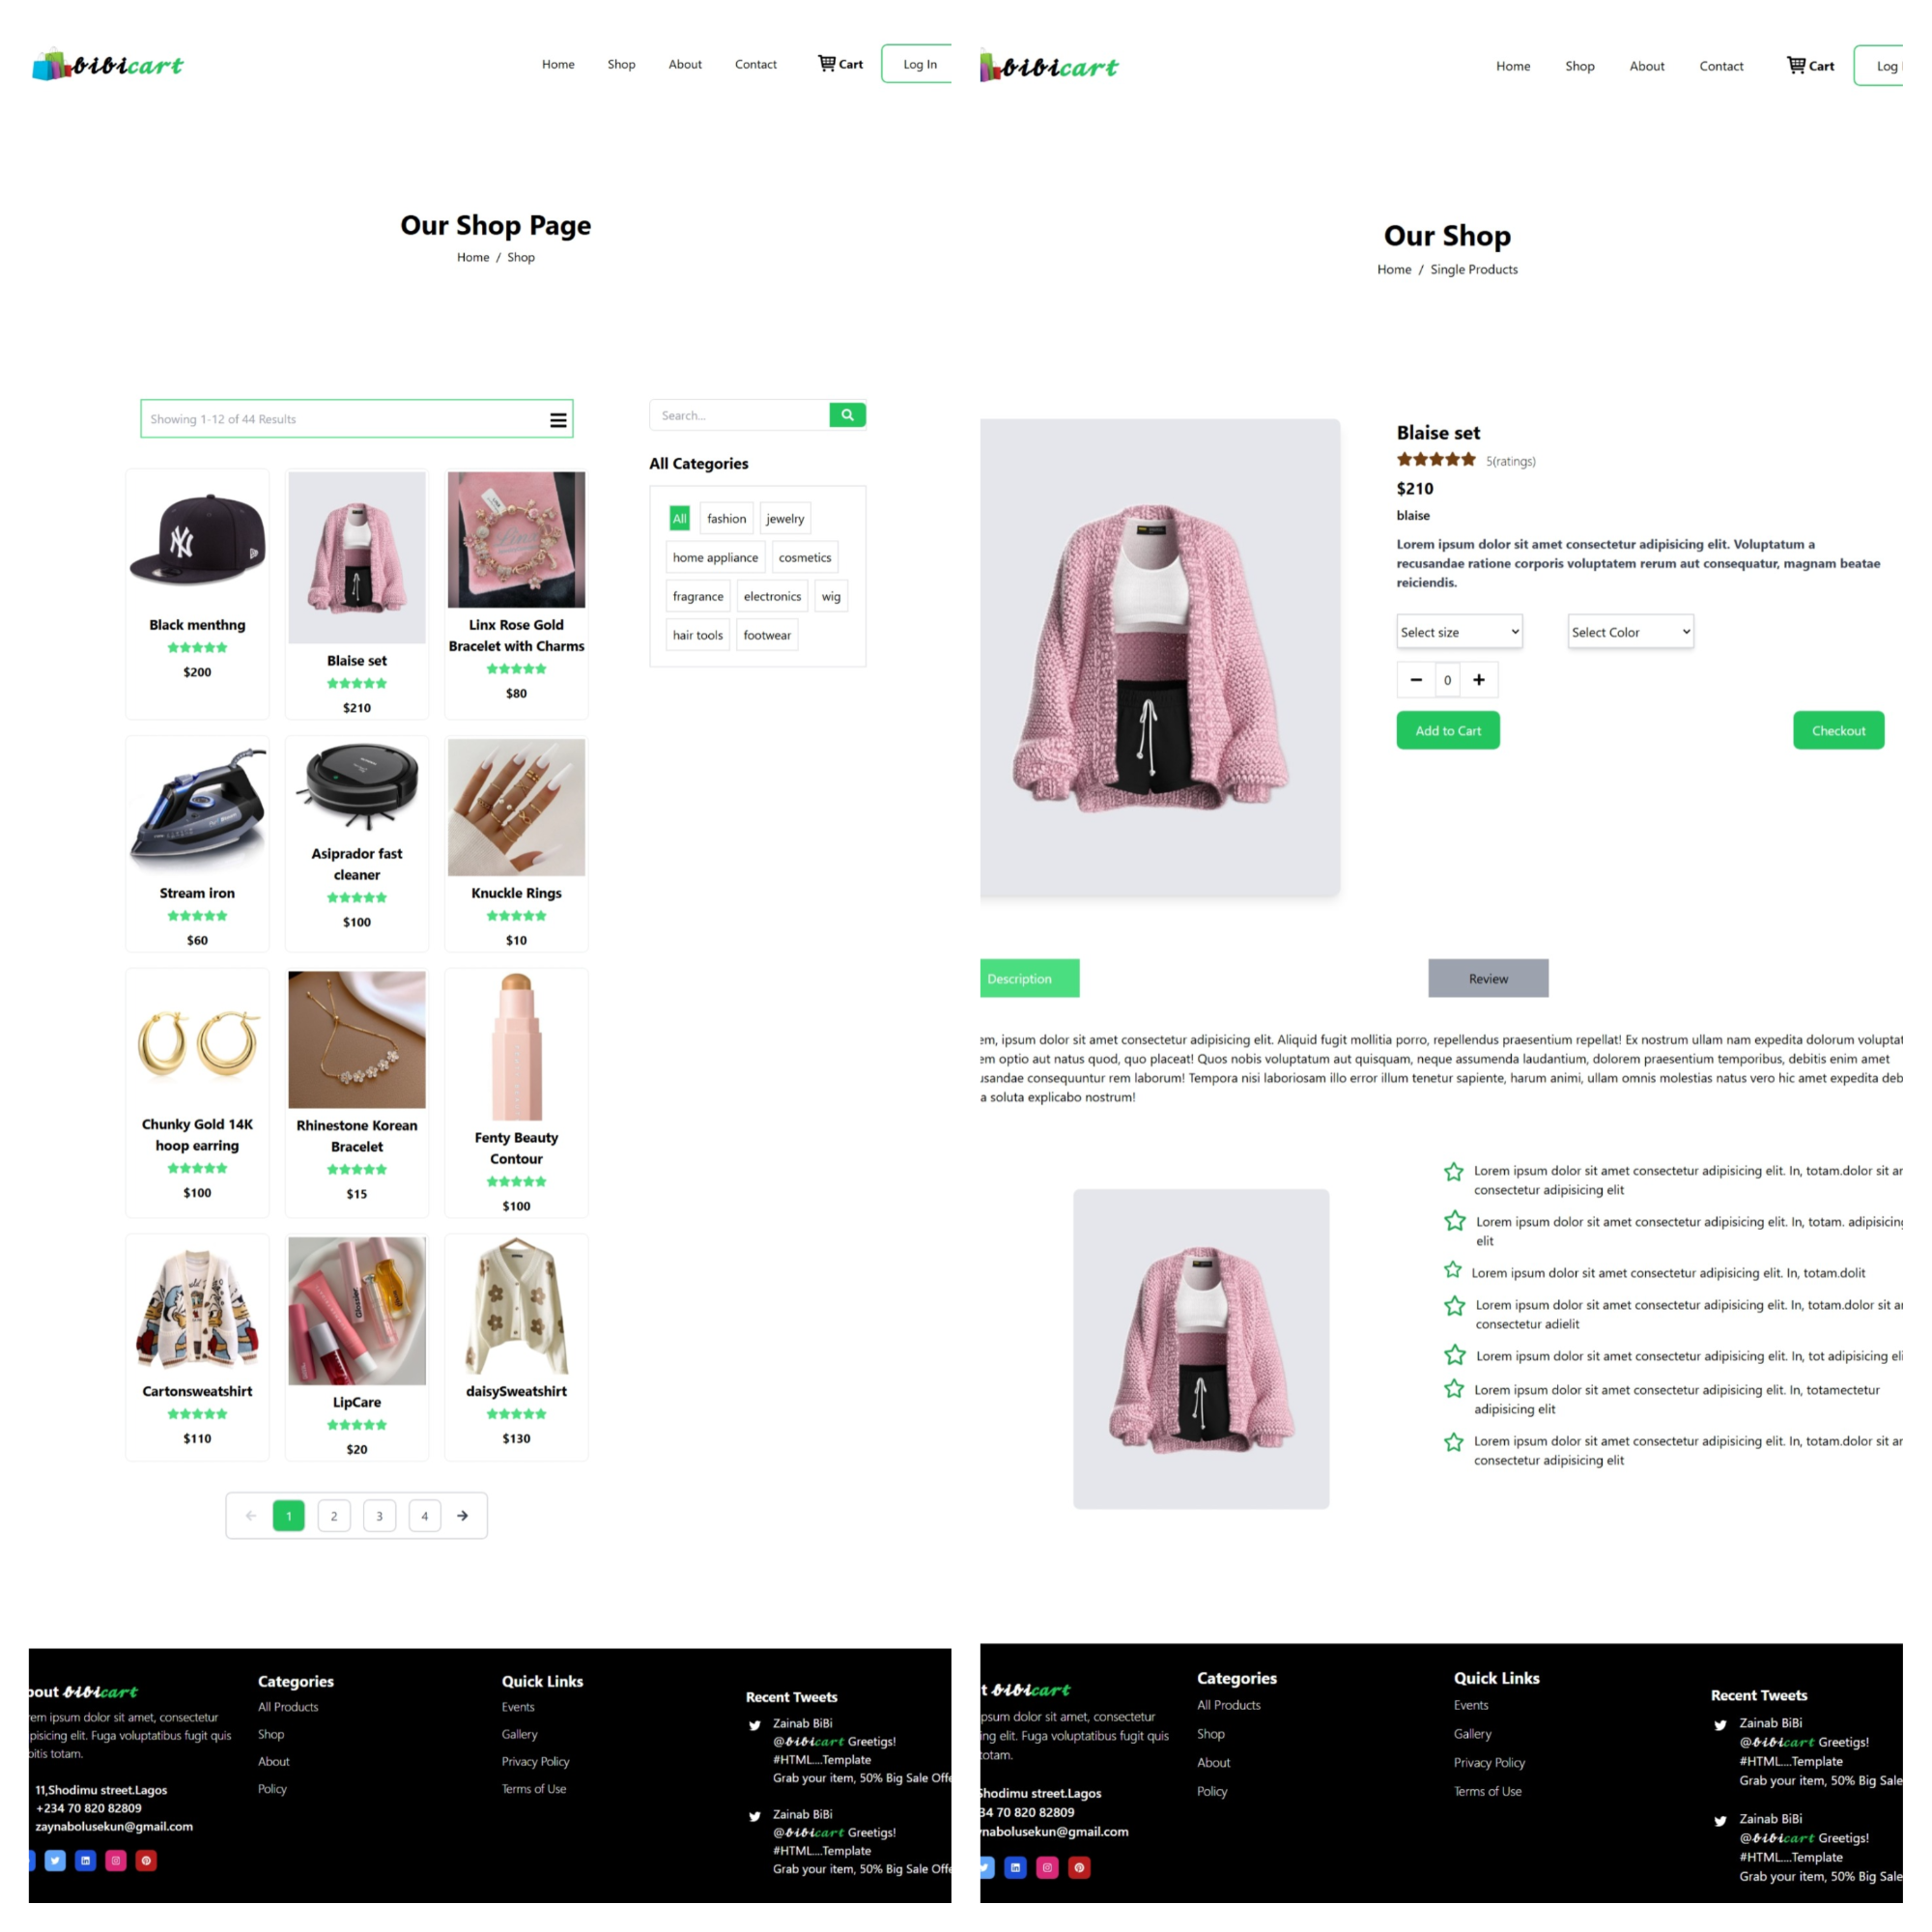 bibicart
Home Shop About Contact Cart Log In
Our Shop Page
Home / Shop
Showing 1-12 of 44 Results
Search...
All Categories
All fashion jewelry
home appliance cosmetics
fragrance electronics wig
hair tools footwear
Black menthng
$200
Blaise set
$210
Linx Rose Gold
Bracelet with Charms
$80
Stream iron
$60
Asiprador fast
cleaner
$100
Knuckle Rings
$10
Chunky Gold 14K
hoop earring
$100
Rhinestone Korean
Bracelet
$15
Fenty Beauty
Contour
$100
Cartonsweatshirt
$110
Glossier
LipCare
$20
daisySweatshirt
$130
1 2 3 4
bout bibicart
rem ipsum dolor sit amet, consectetur
ipisicing elit. Fuga voluptatibus fugit quis
bitis totam.
11,Shodimu street.Lagos
+234 70 820 82809
zaynabolusekun@gmail.com
Categories
All Products
Shop
About
Policy
Quick Links
Events
Gallery
Privacy Policy
Terms of Use
Recent Tweets
Zainab BiBi
@bibicart Greetigs!
#HTML....Template
Grab your item, 50% Big Sale Offe
Zainab BiBi
@bibicart Greetigs!
#HTML....Template
Grab your item, 50% Big Sale Offe
bibicart
Home Shop About Contact Cart Log
Our Shop
Home / Single Products
Blaise set
5(ratings)
$210
blaise
Lorem ipsum dolor sit amet consectetur adipisicing elit. Voluptatum a
recusandae ratione corporis voluptatem rerum aut consequatur, magnam beatae
reiciendis.
Select size Select Color
0
Add to Cart Checkout
Description Review
em, ipsum dolor sit amet consectetur adipisicing elit. Aliquid fugit mollitia porro, repellendus praesentium repellat! Ex nostrum ullam nam expedita dolorum voluptat
em optio aut natus quod, quo placeat! Quos nobis voluptatum aut quisquam, neque assumenda laudantium, dolorem praesentium temporibus, debitis enim amet
usandae consequuntur rem laborum! Tempora nisi laboriosam illo error illum tenetur sapiente, harum animi, ullam omnis molestias natus vero hic amet expedita deb
a soluta explicabo nostrum!
Lorem ipsum dolor sit amet consectetur adipisicing elit. In, totam.dolor sit ar
consectetur adipisicing elit
Lorem ipsum dolor sit amet consectetur adipisicing elit. In, totam. adipisicing
elit
Lorem ipsum dolor sit amet consectetur adipisicing elit. In, totam.dolit
Lorem ipsum dolor sit amet consectetur adipisicing elit. In, totam.dolor sit ar
consectetur adielit
Lorem ipsum dolor sit amet consectetur adipisicing elit. In, tot adipisicing eli
Lorem ipsum dolor sit amet consectetur adipisicing elit. In, totamectetur
adipisicing elit
Lorem ipsum dolor sit amet consectetur adipisicing elit. In, totam.dolor sit ar
consectetur adipisicing elit
t bibicart
psum dolor sit amet, consectetur
ing elit. Fuga voluptatibus fugit quis
totam.
Shodimu street.Lagos
34 70 820 82809
nabolusekun@gmail.com
Categories
All Products
Shop
About
Policy
Quick Links
Events
Gallery
Privacy Policy
Terms of Use
Recent Tweets
Zainab BiBi
@bibicart Greetigs!
#HTML....Template
Grab your item, 50% Big Sale
Zainab BiBi
@bibicart Greetigs!
#HTML....Template
Grab your item, 50% Big Sale